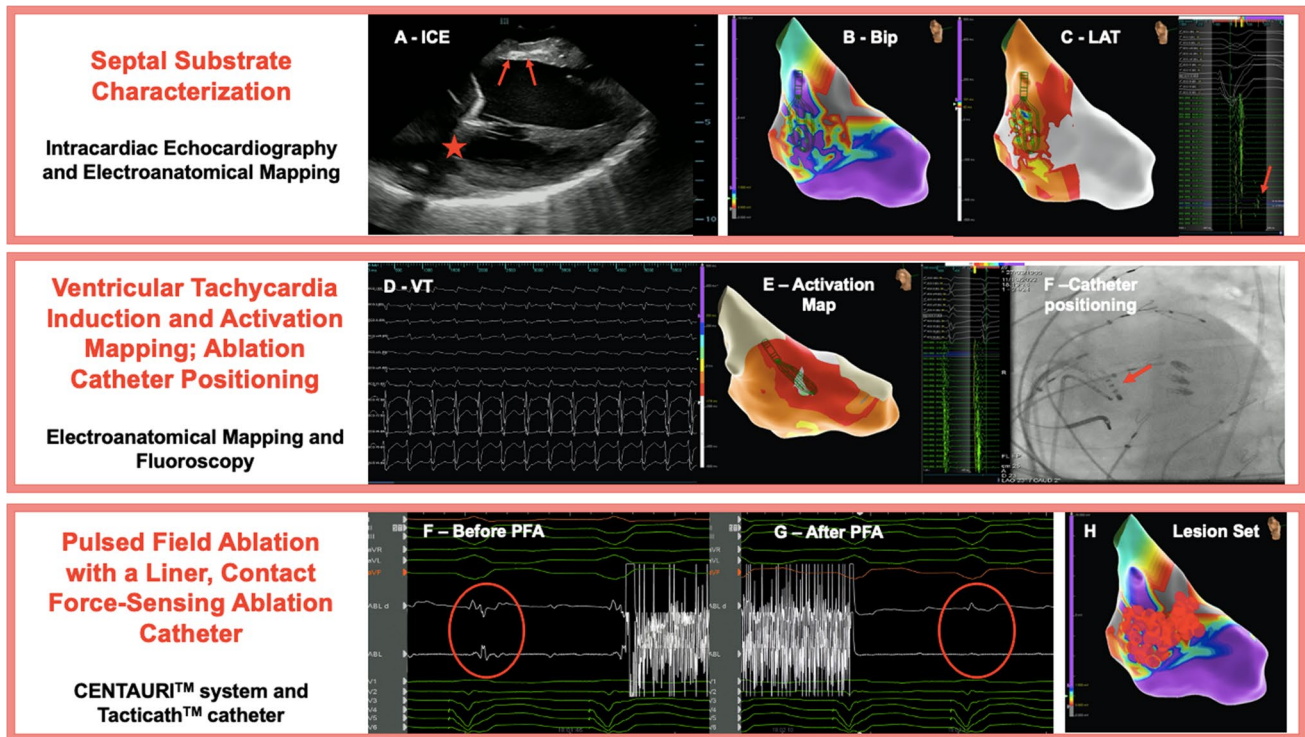 Septal Substrate
Characterization
Intracardiac Echocardiography
and Electroanatomical Mapping
A - ICE
5
10
B - Bip
C - LAT
Ventricular Tachycardia
Induction and Activation
Mapping; Ablation
Catheter Positioning
Electroanatomical Mapping and
Fluoroscopy
D - VT
E – Activation
Map
F –Catheter
positioning
R
Pulsed Field Ablation
with a Liner, Contact
Force-Sensing Ablation
Catheter
CENTAURI™ system and
Tacticath™ catheter
F – Before PFA
III
aVR
aVL
aVF
ABL d
ABL
V1
V2
V3
V4
V5
V6
G – After PFA
H
Lesion Set